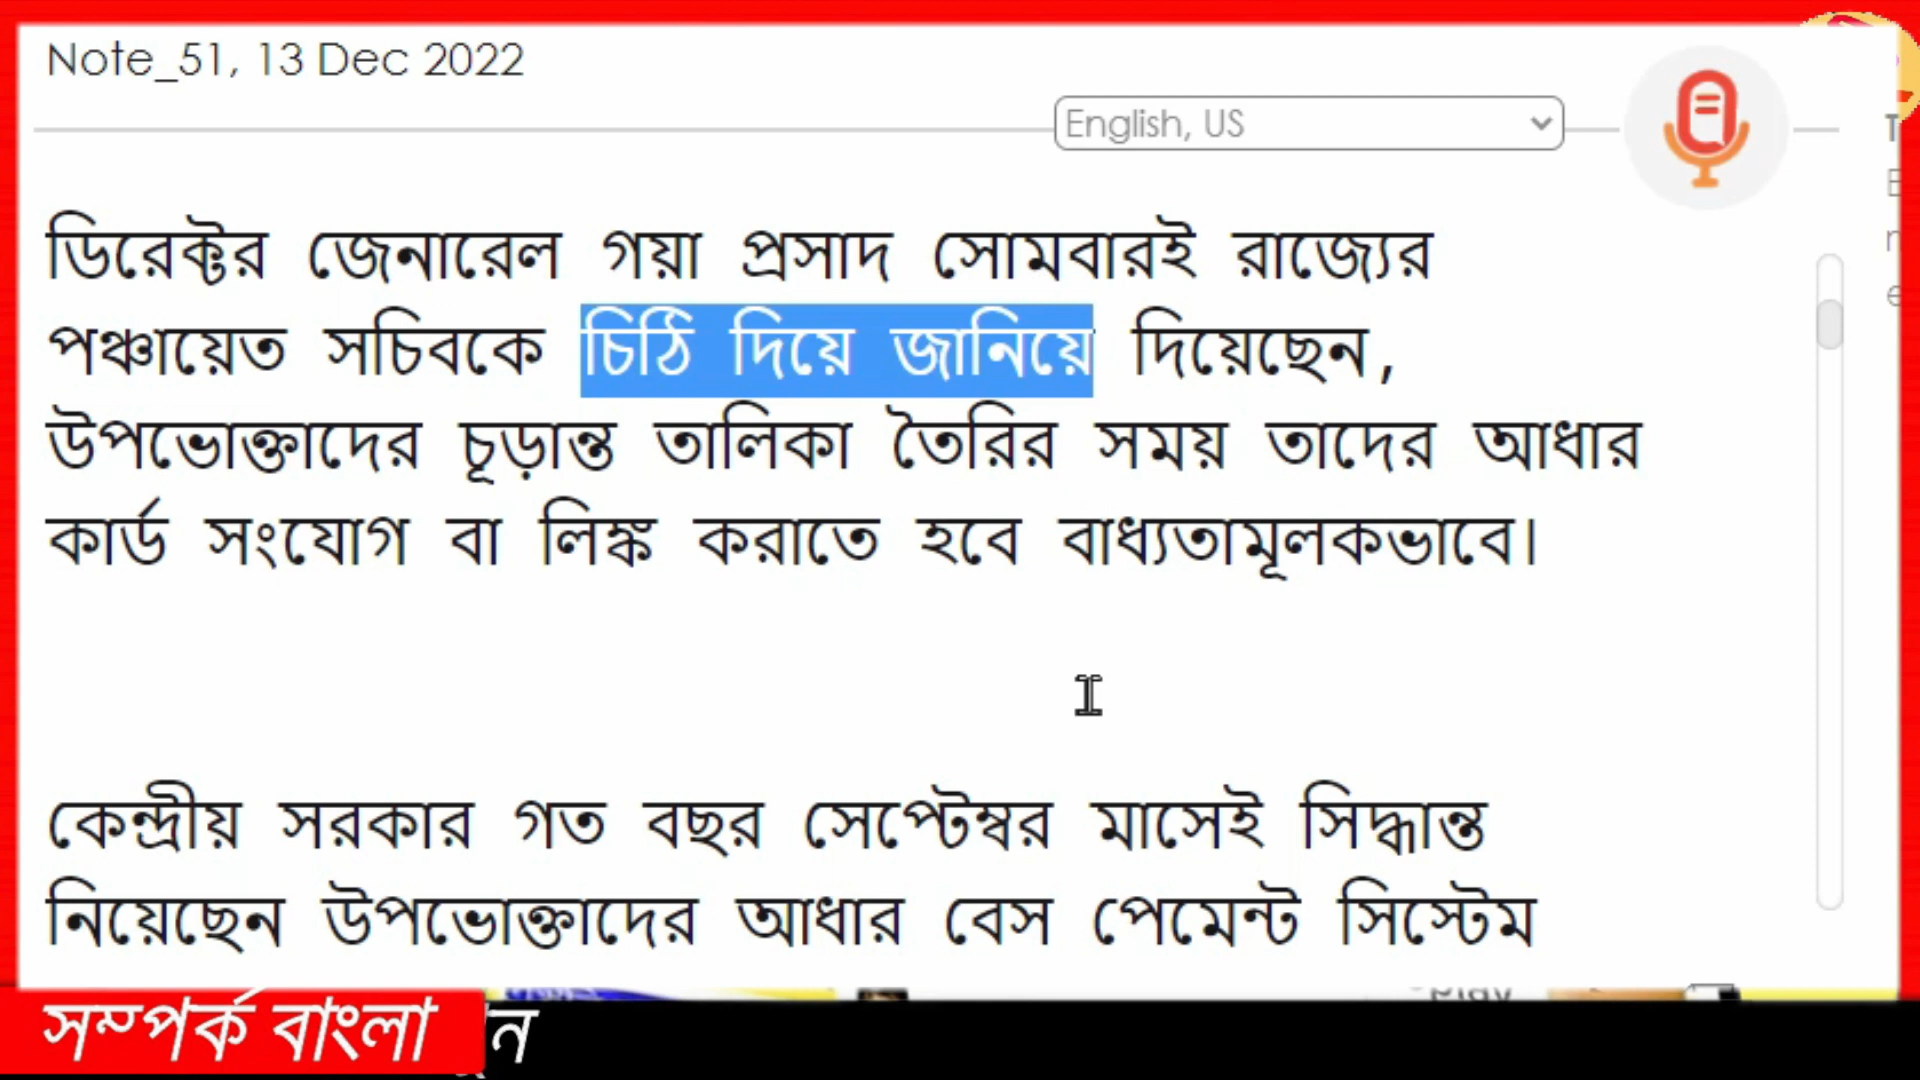 Note_51, 13 Dec 2022
English, US
ডিরেক্টর জেনারেল গয়া প্রসাদ সোমবারই রাজ্যের
পঞ্চায়েত সচিবকে চিঠি দিয়ে জানিয়ে দিয়েছেন,
উপভোক্তাদের চূড়ান্ত তালিকা তৈরির সময় তাদের আধার
কার্ড সংযোগ বা লিঙ্ক করাতে হবে বাধ্যতামূলকভাবে।
কেন্দ্রীয় সরকার গত বছর সেপ্টেম্বর মাসেই সিদ্ধান্ত
নিয়েছেন উপভোক্তাদের আধার বেস পেমেন্ট সিস্টেম
সম্পর্ক বাংলা